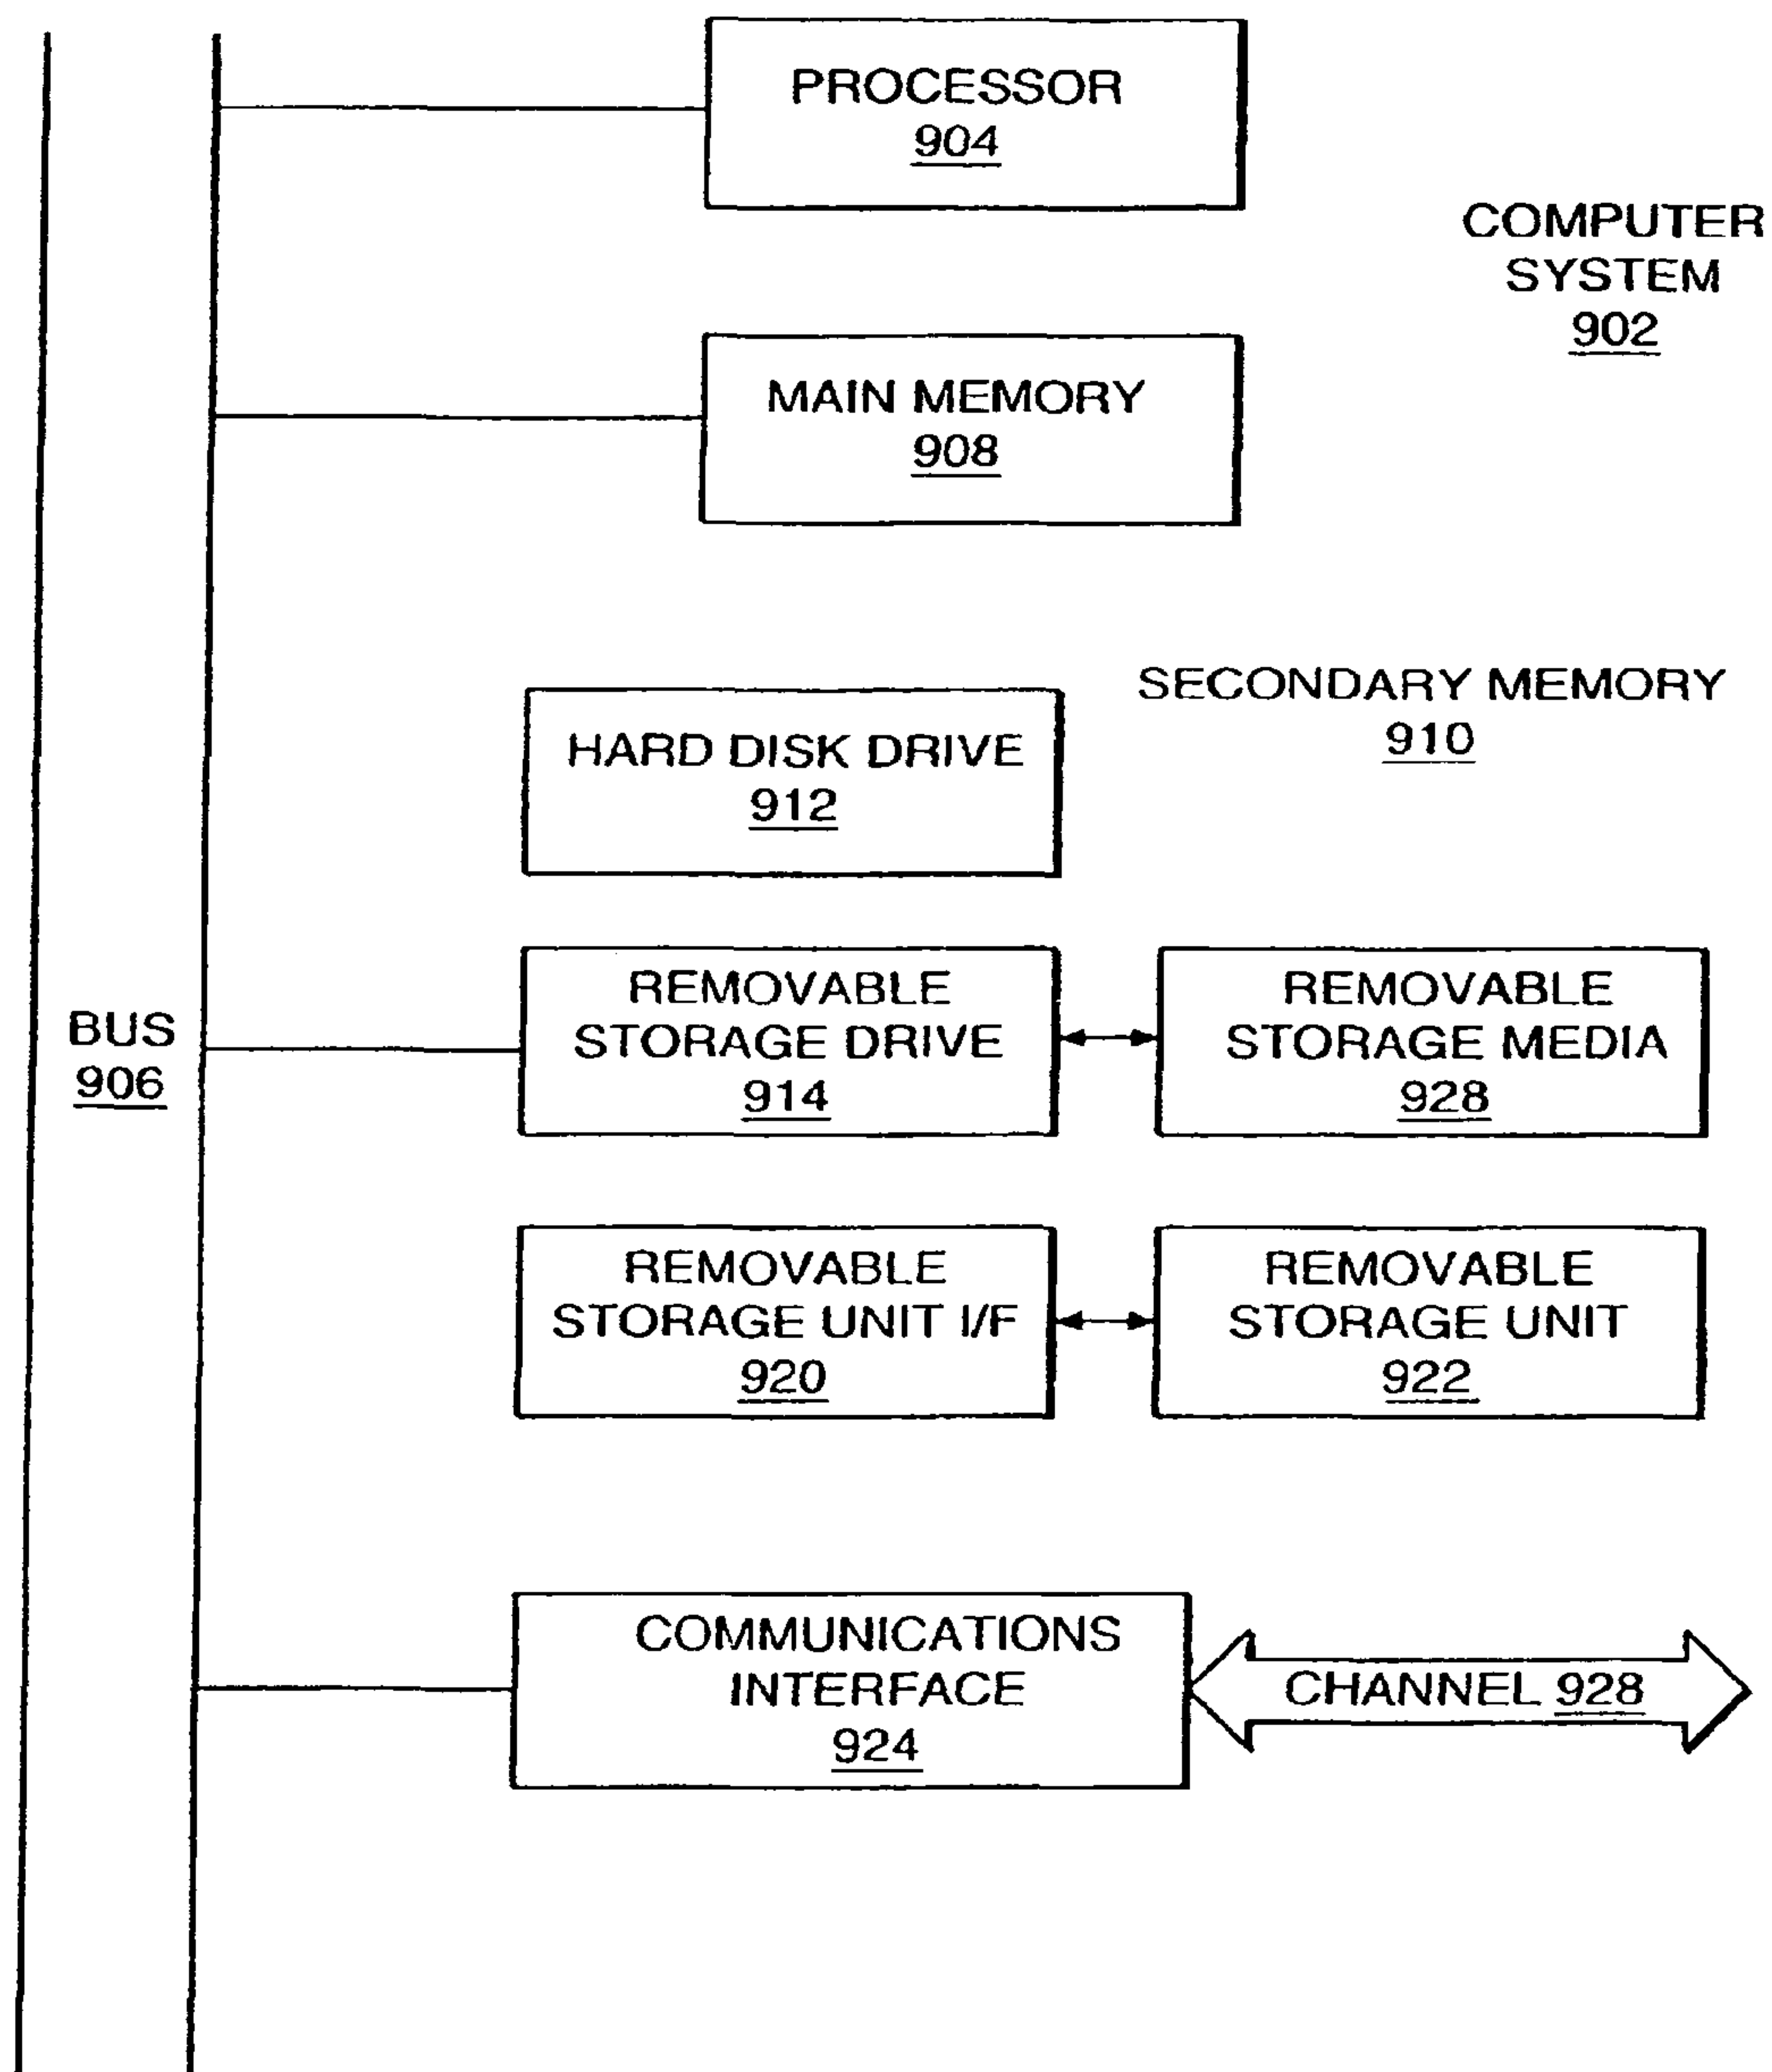 PROCESSOR
904
COMPUTER
SYSTEM
902
MAIN MEMORY
908
SECONDARY MEMORY
910
HARD DISK DRIVE
912
BUS
906
REMOVABLE
STORAGE DRIVE
914
REMOVABLE
STORAGE MEDIA
928
REMOVABLE
STORAGE UNIT I/F
920
REMOVABLE
STORAGE UNIT
922
COMMUNICATIONS
INTERFACE
924
CHANNEL 928